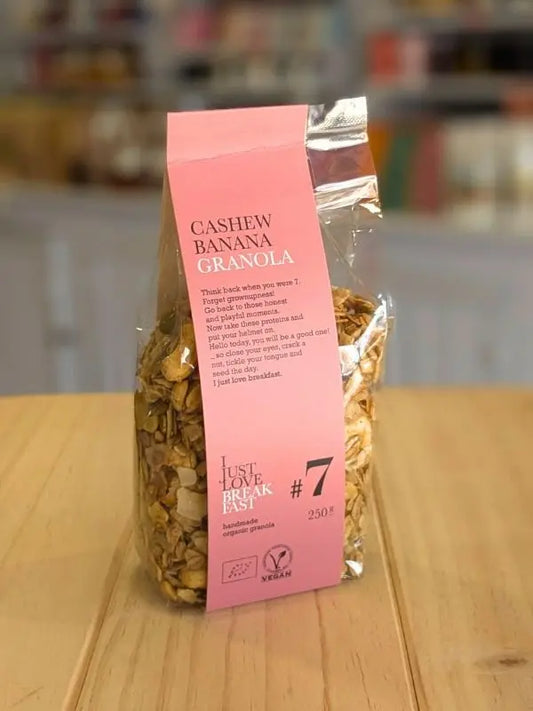 CASHEW
BANANA
GRANOLA
Think back when you were 7.
Forget grownupness!
Go back to those honest
and playful moments.
Now take these proteins and
put your helmet on.
Hello today, you will be a good one!
...so close your eyes, crack a
nut, tickle your tongue and
seed the day.
I just love breakfast.
I
JUST
LOVE
BREAK
FAST
#7
250g
handmade
organic granola
VEGAN